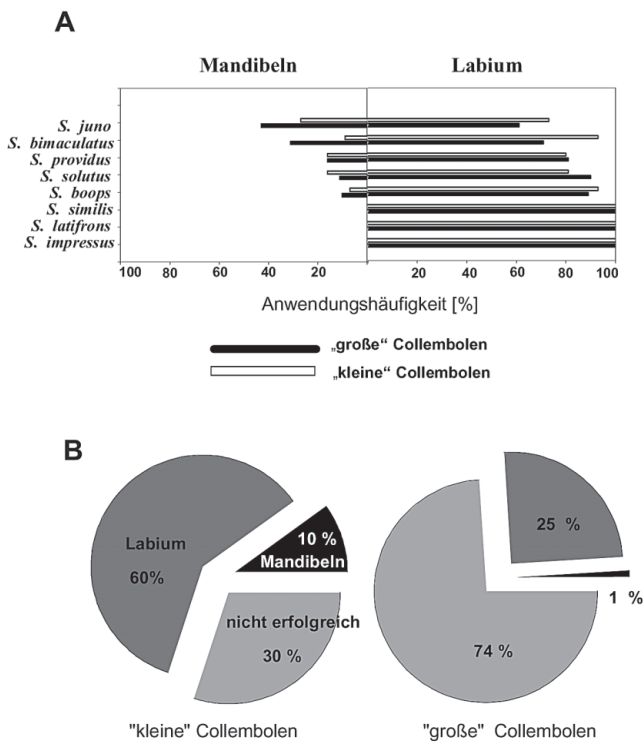 A
Mandibeln Labium
S. juno
S. bimaculatus
S. providus
S. solutus
S. boops
S. similis
S. latifrons
S. impressus
100 80 60 40 20 20 40 60 80 100
Anwendungshäufigkeit [%]
„große“ Collembolen
„kleine“ Collembolen
B
Labium
60%
10 %
Mandibeln
nicht erfolgreich
30 %
25 %
1 %
74 %
"kleine" Collembolen "große" Collembolen